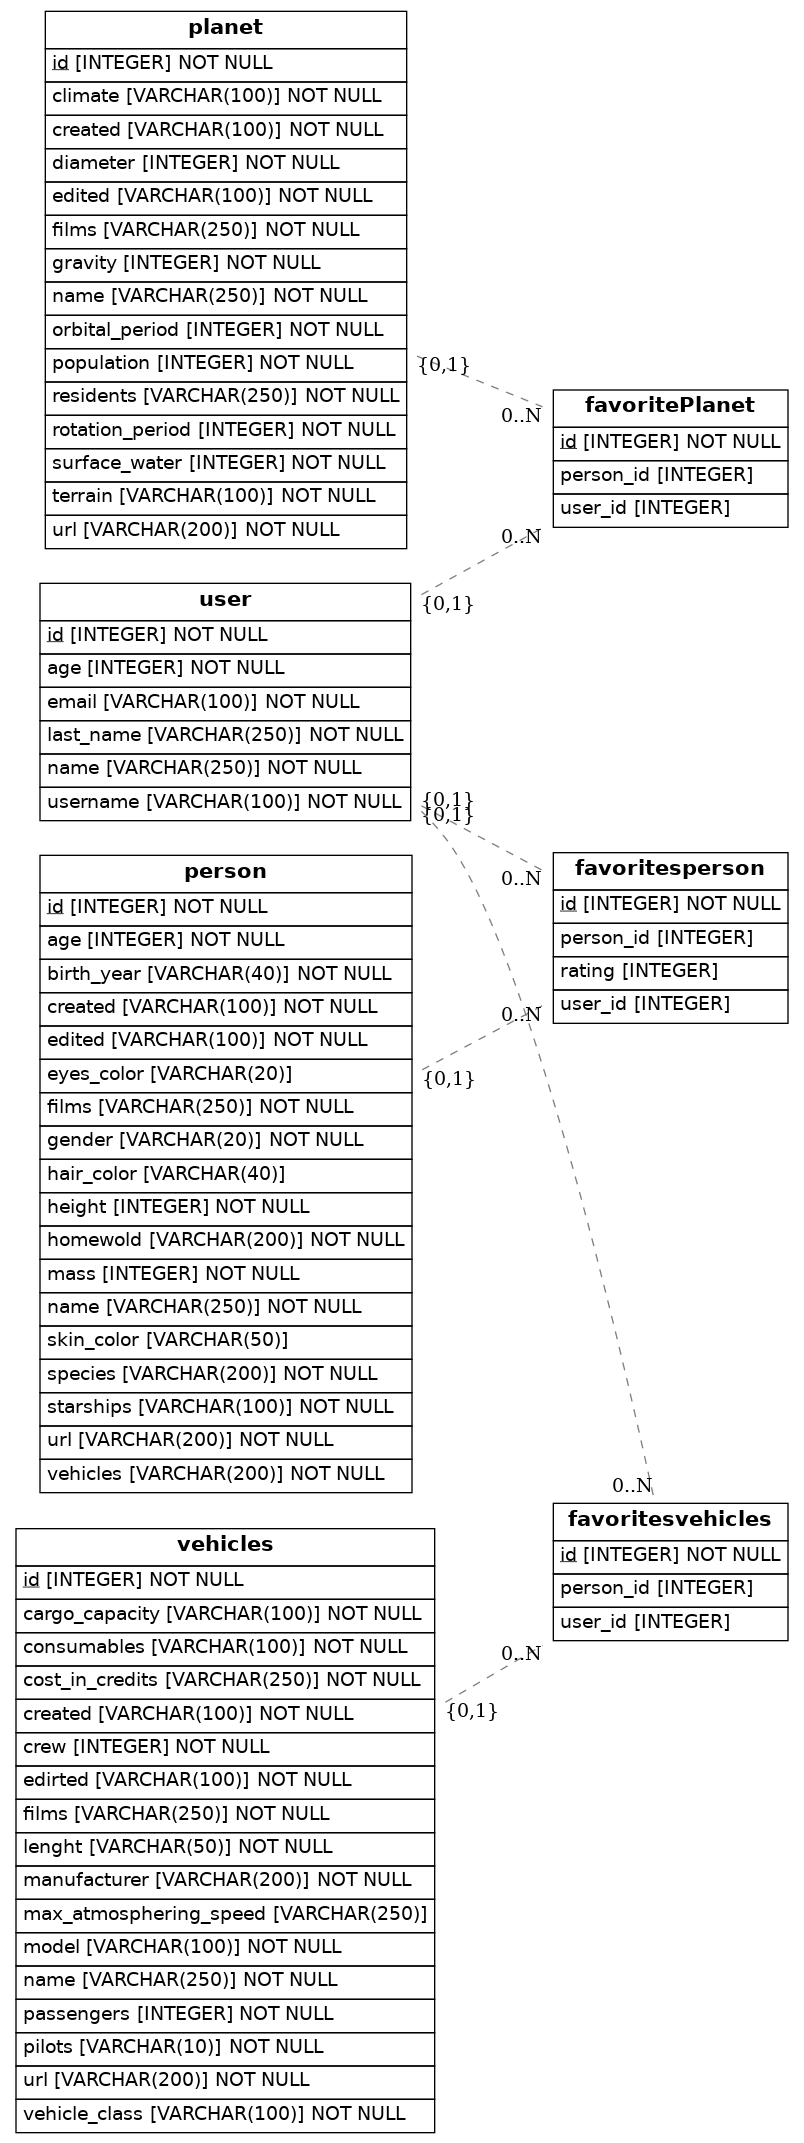 planet
id [INTEGER] NOT NULL
climate [VARCHAR(100)] NOT NULL
created [VARCHAR(100)] NOT NULL
diameter [INTEGER] NOT NULL
edited [VARCHAR(100)] NOT NULL
films [VARCHAR(250)] NOT NULL
gravity [INTEGER] NOT NULL
name [VARCHAR(250)] NOT NULL
orbital_period [INTEGER] NOT NULL
population [INTEGER] NOT NULL
residents [VARCHAR(250)] NOT NULL
rotation_period [INTEGER] NOT NULL
surface_water [INTEGER] NOT NULL
terrain [VARCHAR(100)] NOT NULL
url [VARCHAR(200)] NOT NULL
{0,1}
0..N
favoritePlanet
id [INTEGER] NOT NULL
person_id [INTEGER]
user_id [INTEGER]
0..N
{0,1}
user
id [INTEGER] NOT NULL
age [INTEGER] NOT NULL
email [VARCHAR(100)] NOT NULL
last_name [VARCHAR(250)] NOT NULL
name [VARCHAR(250)] NOT NULL
username [VARCHAR(100)] NOT NULL
{0,1}
{0,1}
0..N
favoritesperson
id [INTEGER] NOT NULL
person_id [INTEGER]
rating [INTEGER]
user_id [INTEGER]
0..N
{0,1}
person
id [INTEGER] NOT NULL
age [INTEGER] NOT NULL
birth_year [VARCHAR(40)] NOT NULL
created [VARCHAR(100)] NOT NULL
edited [VARCHAR(100)] NOT NULL
eyes_color [VARCHAR(20)]
films [VARCHAR(250)] NOT NULL
gender [VARCHAR(20)] NOT NULL
hair_color [VARCHAR(40)]
height [INTEGER] NOT NULL
homewold [VARCHAR(200)] NOT NULL
mass [INTEGER] NOT NULL
name [VARCHAR(250)] NOT NULL
skin_color [VARCHAR(50)]
species [VARCHAR(200)] NOT NULL
starships [VARCHAR(100)] NOT NULL
url [VARCHAR(200)] NOT NULL
vehicles [VARCHAR(200)] NOT NULL
0..N
favoritesvehicles
id [INTEGER] NOT NULL
person_id [INTEGER]
user_id [INTEGER]
0..N
{0,1}
vehicles
id [INTEGER] NOT NULL
cargo_capacity [VARCHAR(100)] NOT NULL
consumables [VARCHAR(100)] NOT NULL
cost_in_credits [VARCHAR(250)] NOT NULL
created [VARCHAR(100)] NOT NULL
crew [INTEGER] NOT NULL
edirted [VARCHAR(100)] NOT NULL
films [VARCHAR(250)] NOT NULL
lenght [VARCHAR(50)] NOT NULL
manufacturer [VARCHAR(200)] NOT NULL
max_atmosphering_speed [VARCHAR(250)]
model [VARCHAR(100)] NOT NULL
name [VARCHAR(250)] NOT NULL
passengers [INTEGER] NOT NULL
pilots [VARCHAR(10)] NOT NULL
url [VARCHAR(200)] NOT NULL
vehicle_class [VARCHAR(100)] NOT NULL